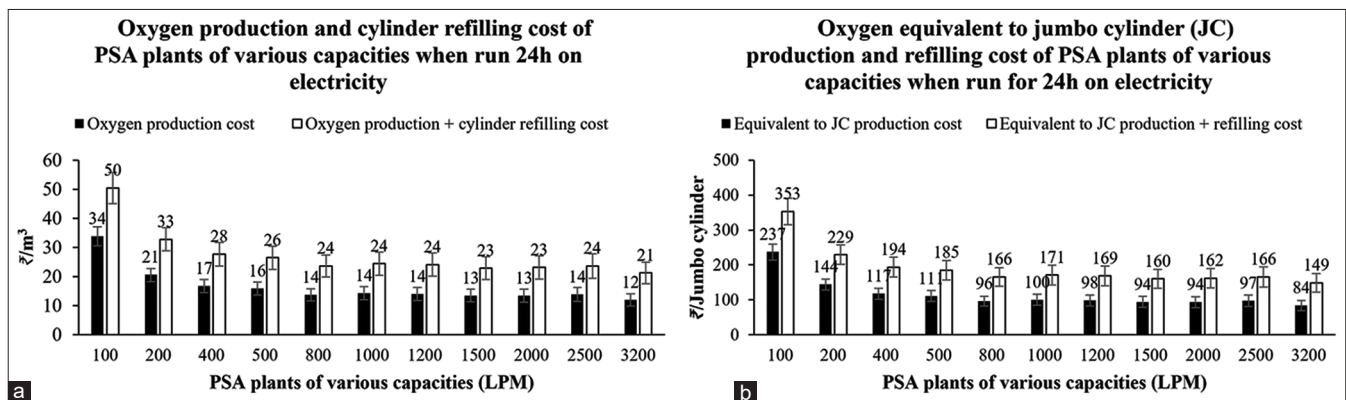 Oxygen production and cylinder refilling cost of
PSA plants of various capacities when run 24h on
electricity
Oxygen production cost
Oxygen production + cylinder refilling cost
60
50
40
30
20
10
0
₹/m³
34 50 21 33 17 28 16 26 14 24 14 24 14 24 13 23 13 23 14 24 12 21
100 200 400 500 800 1000 1200 1500 2000 2500 3200
PSA plants of various capacities (LPM)
a
Oxygen equivalent to jumbo cylinder (JC)
production and refilling cost of PSA plants of various
capacities when run for 24h on electricity
Equivalent to JC production cost
Equivalent to JC production + refilling cost
500
400
300
200
100
0
₹/Jumbo cylinder
237 353 144 229 117 194 111 185 96 166 100 171 98 169 94 160 94 162 97 166 84 149
100 200 400 500 800 1000 1200 1500 2000 2500 3200
PSA plants of various capacities (LPM)
b